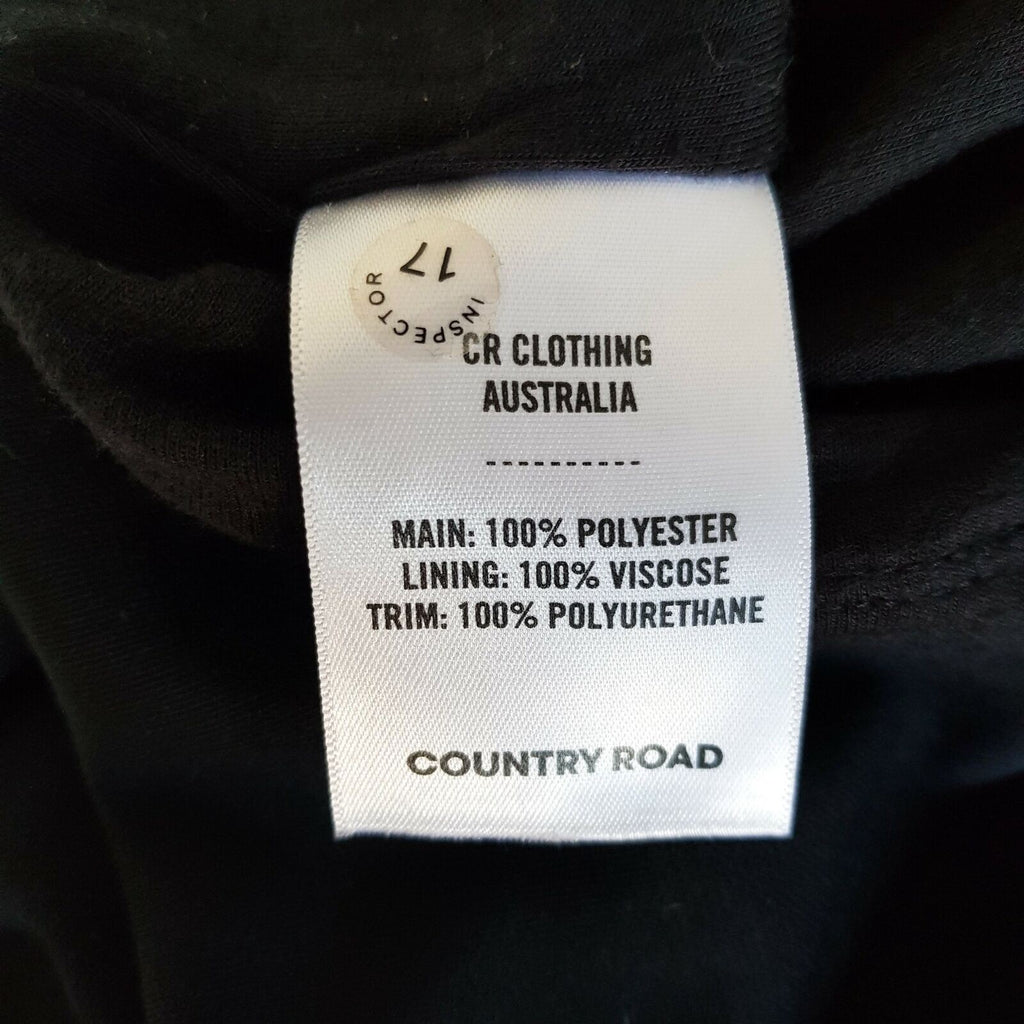 17
INSPECTOR
CR CLOTHING
AUSTRALIA
-----------
MAIN: 100% POLYESTER
LINING: 100% VISCOSE
TRIM: 100% POLYURETHANE
COUNTRY ROAD